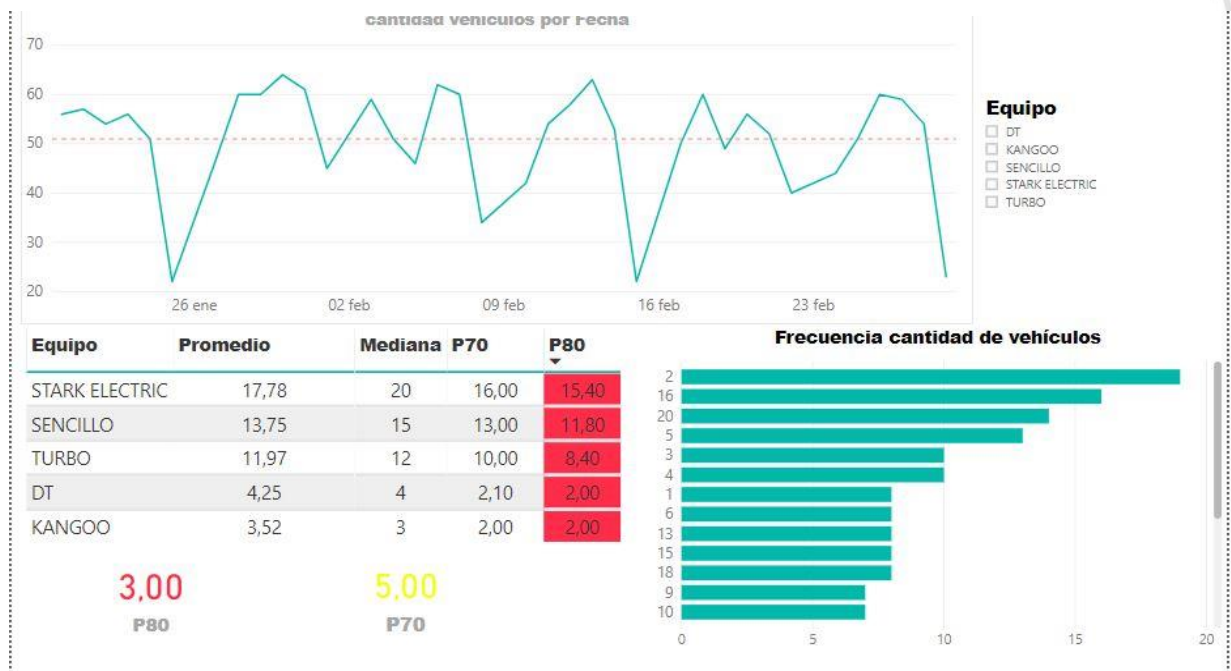 cantidad vehículos por Fecha
70
60
50
40
30
20
26 ene
02 feb
09 feb
16 feb
23 feb
Equipo
DT
KANGOO
SENCILLO
STARK ELECTRIC
TURBO
Equipo Promedio Mediana P70 P80
STARK ELECTRIC 17,78 20 16,00 15,40
SENCILLO 13,75 15 13,00 11,80
TURBO 11,97 12 10,00 8,40
DT 4,25 4 2,10 2,00
KANGOO 3,52 3 2,00 2,00
3,00
P80
5,00
P70
Frecuencia cantidad de vehículos
2
16
20
5
3
4
1
6
13
15
18
9
10
0 5 10 15 20